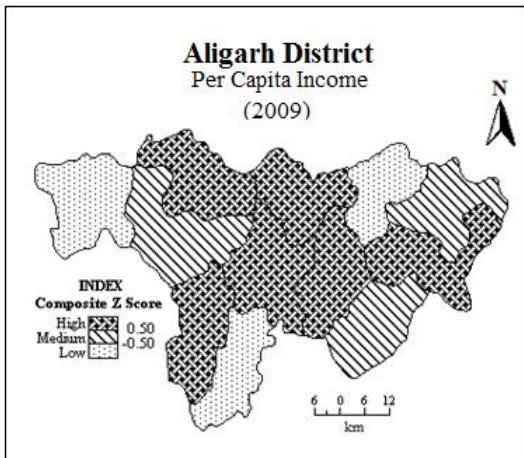 Aligarh District
Per Capita Income
(2009)
N
INDEX
Composite Z Score
High
0.50
Medium
-0.50
Low
6 0 6 12
km